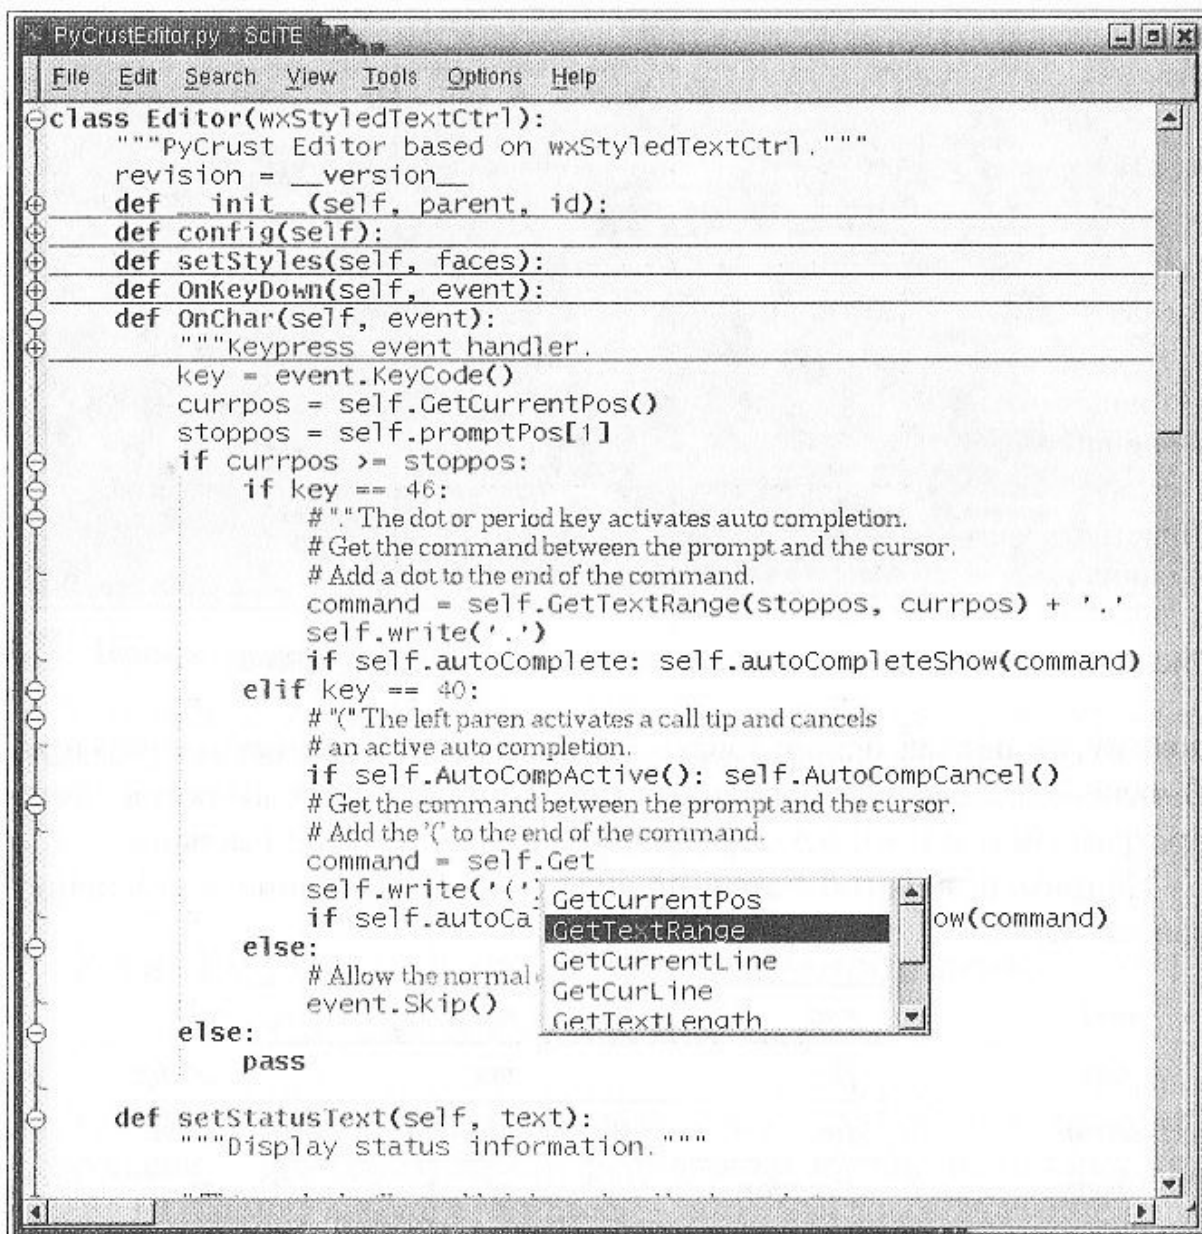 PyCrustEditor.py * SciTE
File Edit Search View Tools Options Help
class Editor(wxStyledTextCtrl):
"""PyCrust Editor based on wxStyledTextCtrl."""
revision = __version__
def __init__(self, parent, id):
def config(self):
def setStyles(self, faces):
def OnKeyDown(self, event):
def OnChar(self, event):
"""Keypress event handler.
key = event.KeyCode()
currpos = self.GetCurrentPos()
stoppos = self.promptPos[1]
if currpos >= stoppos:
if key == 46:
# "." The dot or period key activates auto completion.
# Get the command between the prompt and the cursor.
# Add a dot to the end of the command.
command = self.GetTextRange(stoppos, currpos) + '.'
self.write('.')
if self.autoComplete: self.autoCompleteShow(command)
elif key == 40:
# "(" The left paren activates a call tip and cancels
# an active auto completion.
if self.AutoCompActive(): self.AutoCompCancel()
# Get the command between the prompt and the cursor.
# Add the '(' to the end of the command.
command = self.Get
self.write('('
if self.autoCa ow(command)
GetCurrentPos
GetTextRange
GetCurrentLine
GetCurLine
GetTextLength
else:
# Allow the normal
event.Skip()
else:
pass
def setStatusText(self, text):
"""Display status information."""